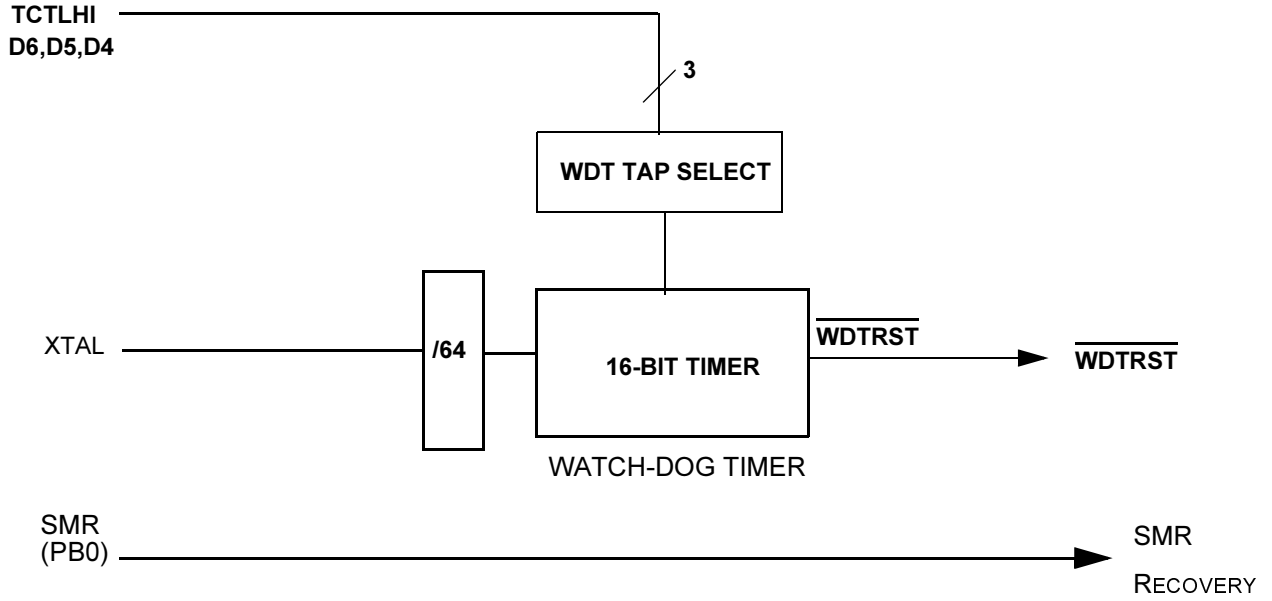 TCTLHI
D6,D5,D4
3
WDT TAP SELECT
XTAL
/64
16-BIT TIMER
WDTRST
WDTRST
WATCH-DOG TIMER
SMR
(PB0)
SMR
RECOVERY